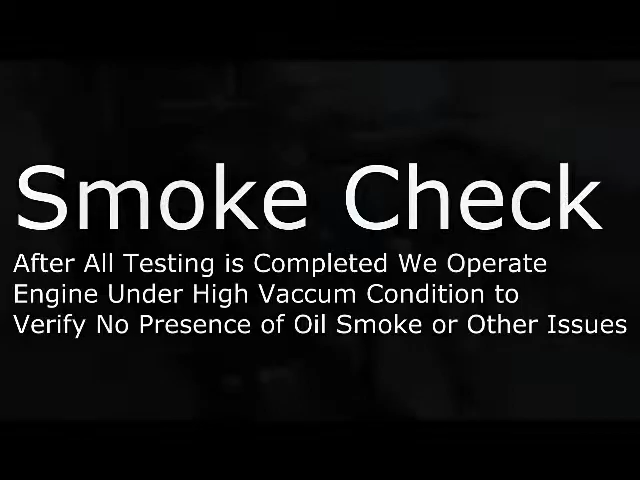 Smoke Check
After All Testing is Completed We Operate
Engine Under High Vaccum Condition to
Verify No Presence of Oil Smoke or Other Issues